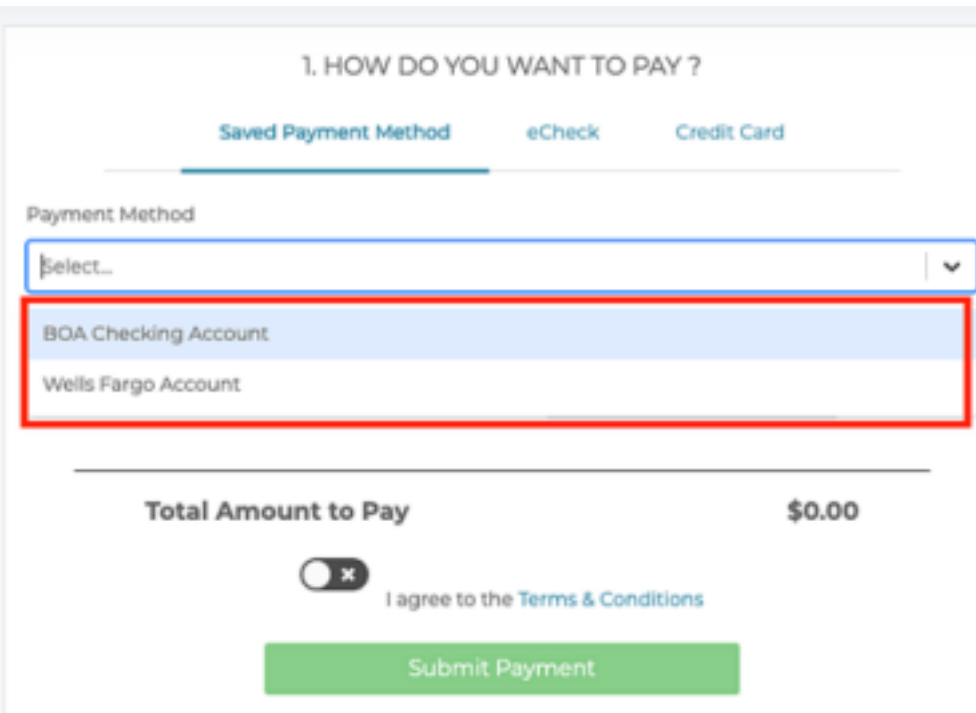 1. HOW DO YOU WANT TO PAY ?
Saved Payment Method eCheck Credit Card
Payment Method
Select...
BOA Checking Account
Wells Fargo Account
Total Amount to Pay $0.00
I agree to the Terms & Conditions
Submit Payment